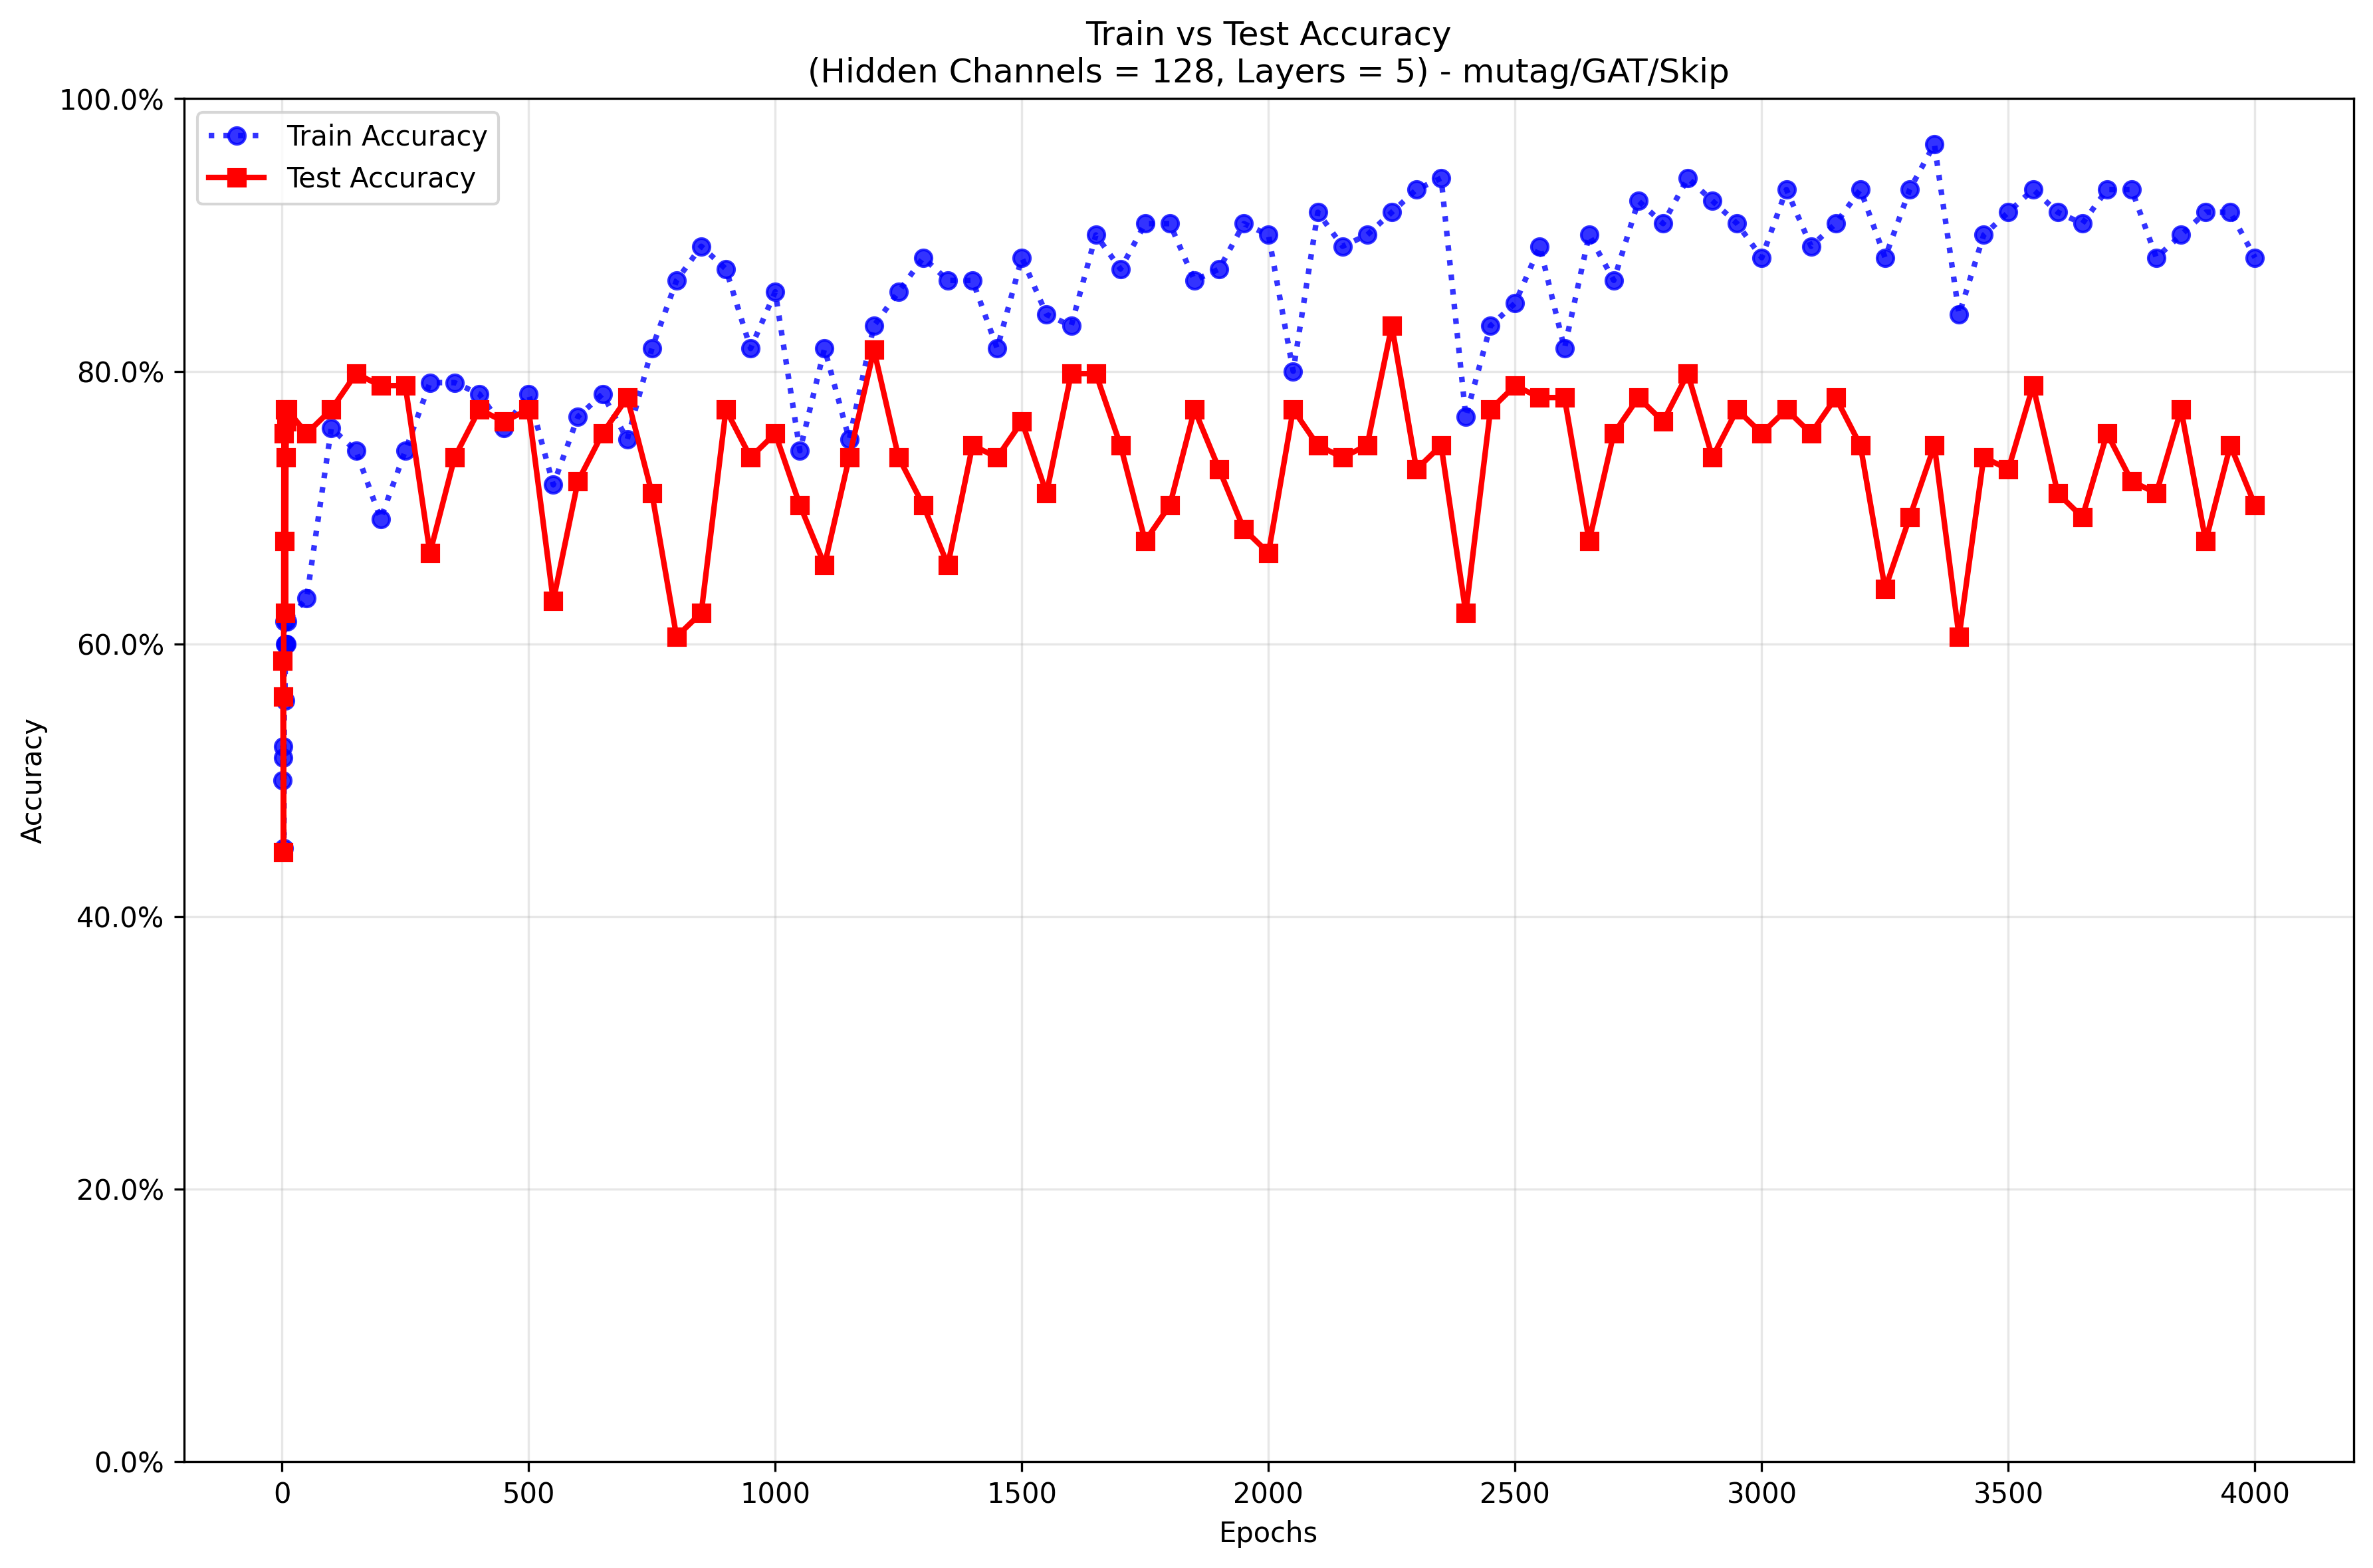 Train vs Test Accuracy
(Hidden Channels = 128, Layers = 5) - mutag/GAT/Skip
Train Accuracy
Test Accuracy
100.0%
80.0%
60.0%
40.0%
20.0%
0.0%
Accuracy
0 500 1000 1500 2000 2500 3000 3500 4000
Epochs